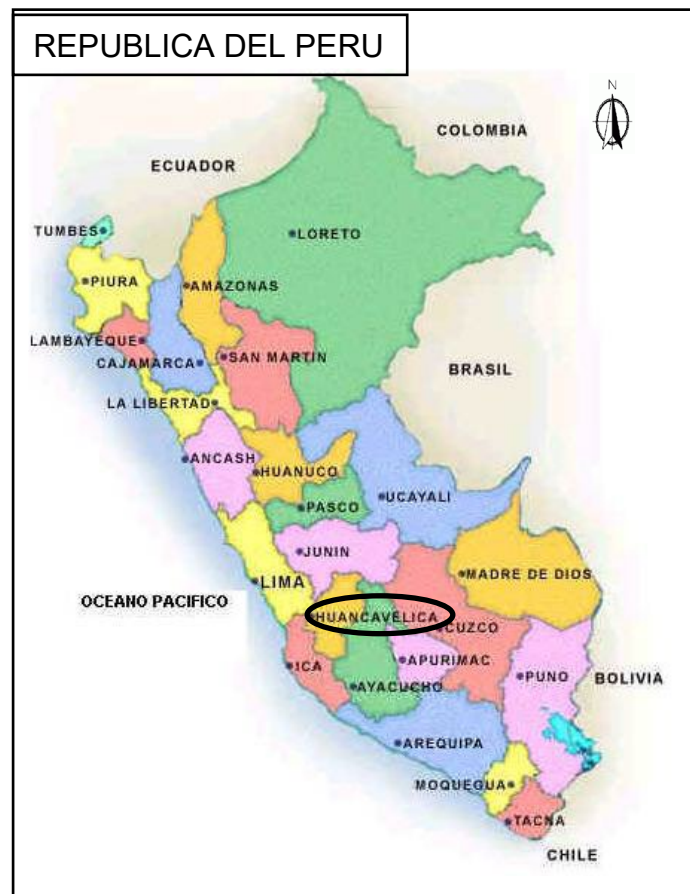 REPUBLICA DEL PERU
N
COLOMBIA
ECUADOR
TUMBES
LORETO
PIURA
AMAZONAS
LAMBAYEQUE
SAN MARTIN
CAJAMARCA
BRASIL
LA LIBERTAD
ANCASH
HUANUCO
UCAYALI
PASCO
JUNIN
LIMA
MADRE DE DIOS
OCEANO PACIFICO
HUANCAVELICA
CUZCO
ICA
APURIMAC
PUNO
BOLIVIA
AYACUCHO
AREQUIPA
MOQUEGUA
TACNA
CHILE